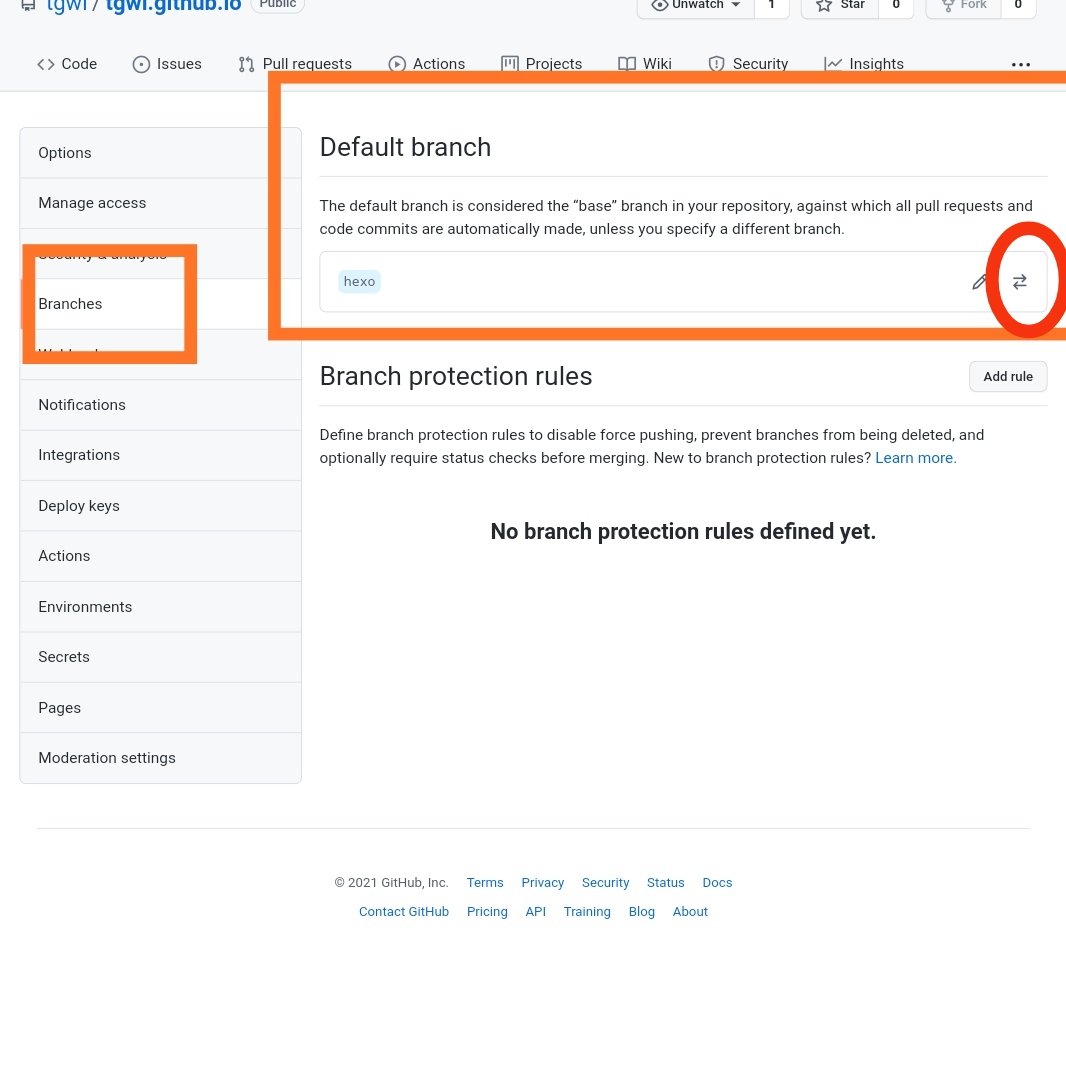 tgwi / tgwi.github.io Public
Unwatch 1 Star 0 Fork 0
Code Issues Pull requests Actions Projects Wiki Security Insights
Options
Manage access
Security & analysis
Branches
Notifications
Integrations
Deploy keys
Actions
Environments
Secrets
Pages
Moderation settings
Default branch
The default branch is considered the “base” branch in your repository, against which all pull requests and
code commits are automatically made, unless you specify a different branch.
hexo
Branch protection rules
Add rule
Define branch protection rules to disable force pushing, prevent branches from being deleted, and
optionally require status checks before merging. New to branch protection rules? Learn more.
No branch protection rules defined yet.
© 2021 GitHub, Inc. Terms Privacy Security Status Docs
Contact GitHub Pricing API Training Blog About